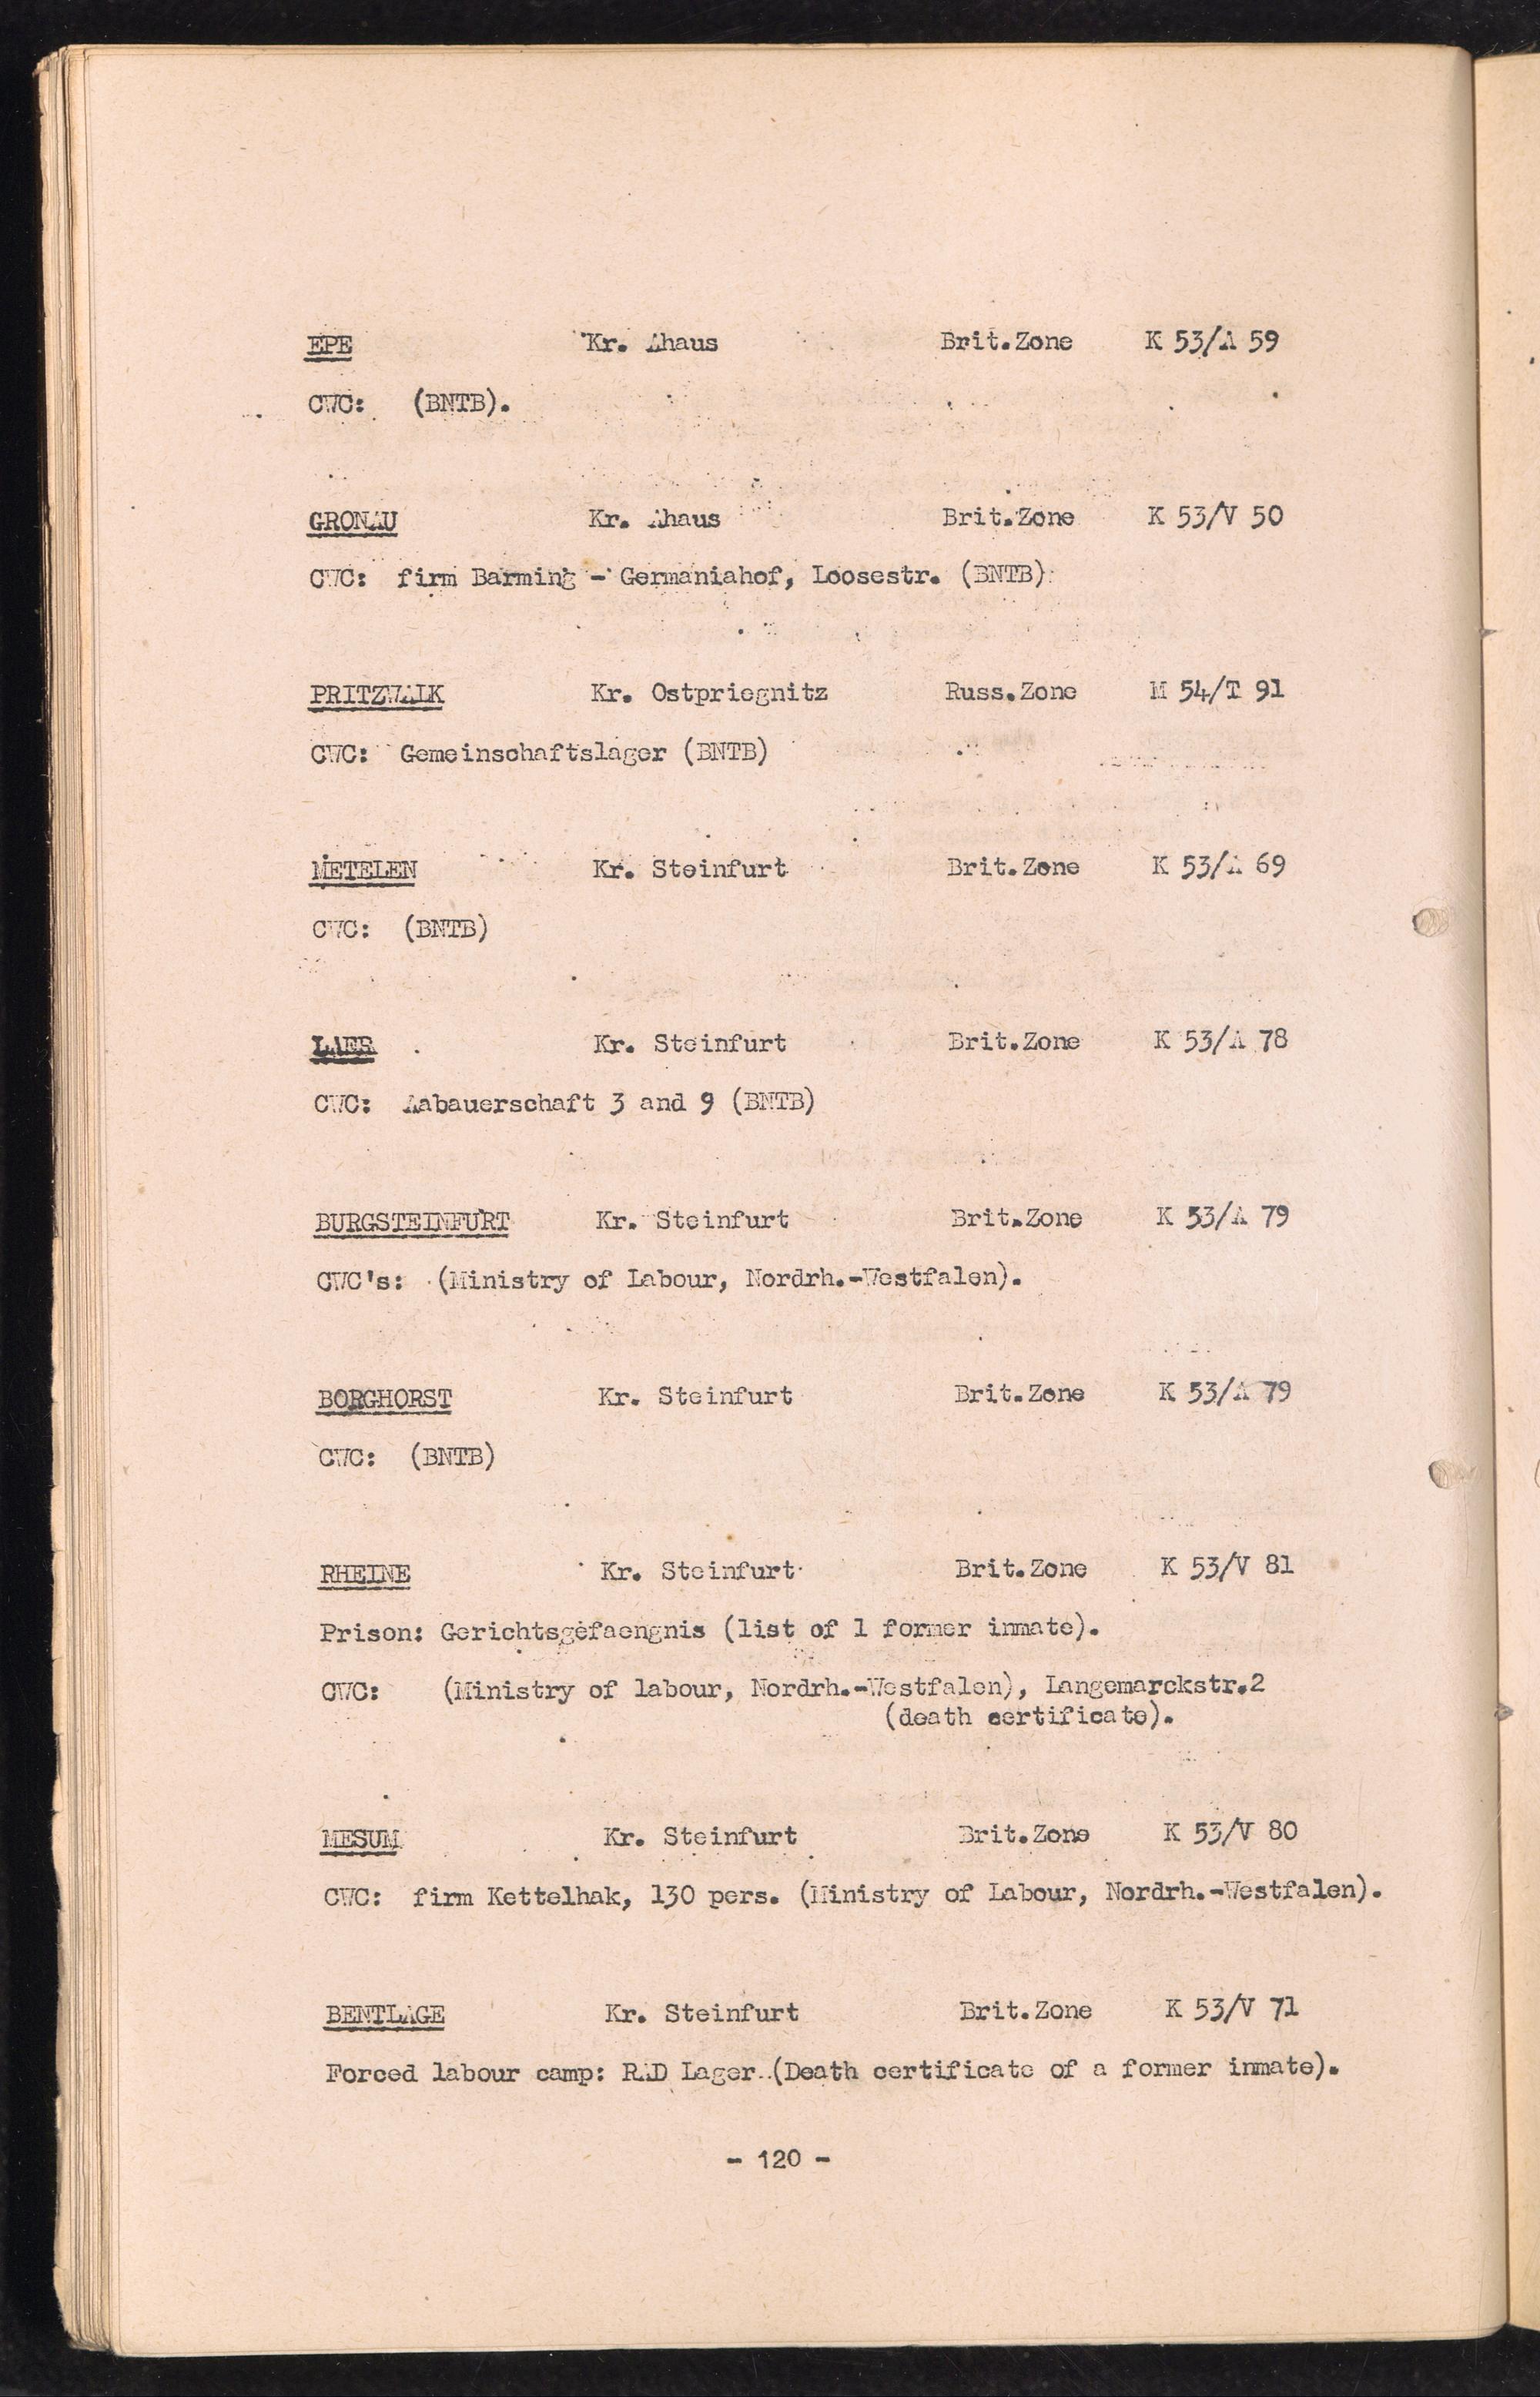 EPE Kr. Ahaus Brit.Zone K 53/A 59
CWC: (BNTB).
GRONAU Kr. Ahaus Brit.Zone K 53/V 50
CWC: firm Barming - Germaniahof, Loosestr. (BNTB)
PRITZWALK Kr. Ostpriegnitz Russ.Zone M 54/T 91
CWC: Gemeinschaftslager (BNTB)
METELEN Kr. Steinfurt Brit.Zone K 53/A 69
CWC: (BNTB)
LAER Kr. Steinfurt Brit.Zone K 53/A 78
CWC: Aabauerschaft 3 and 9 (BNTB)
BURGSTEINFURT Kr. Steinfurt Brit.Zone K 53/A 79
CWC's: (Ministry of Labour, Nordrh.-Westfalen).
BORGHORST Kr. Steinfurt Brit.Zone K 53/A 79
CWC: (BNTB)
RHEINE Kr. Steinfurt Brit.Zone K 53/V 81
Prison: Gerichtsgefaengnis (list of 1 former inmate).
CWC: (Ministry of labour, Nordrh.-Westfalen), Langemarckstr.2
(death certificate).
MESUM Kr. Steinfurt Brit.Zone K 53/V 80
CWC: firm Kettelhak, 130 pers. (Ministry of Labour, Nordrh.-Westfalen).
BENTLAGE Kr. Steinfurt Brit.Zone K 53/V 71
Forced labour camp: RAD Lager (Death certificate of a former inmate).
- 120 -